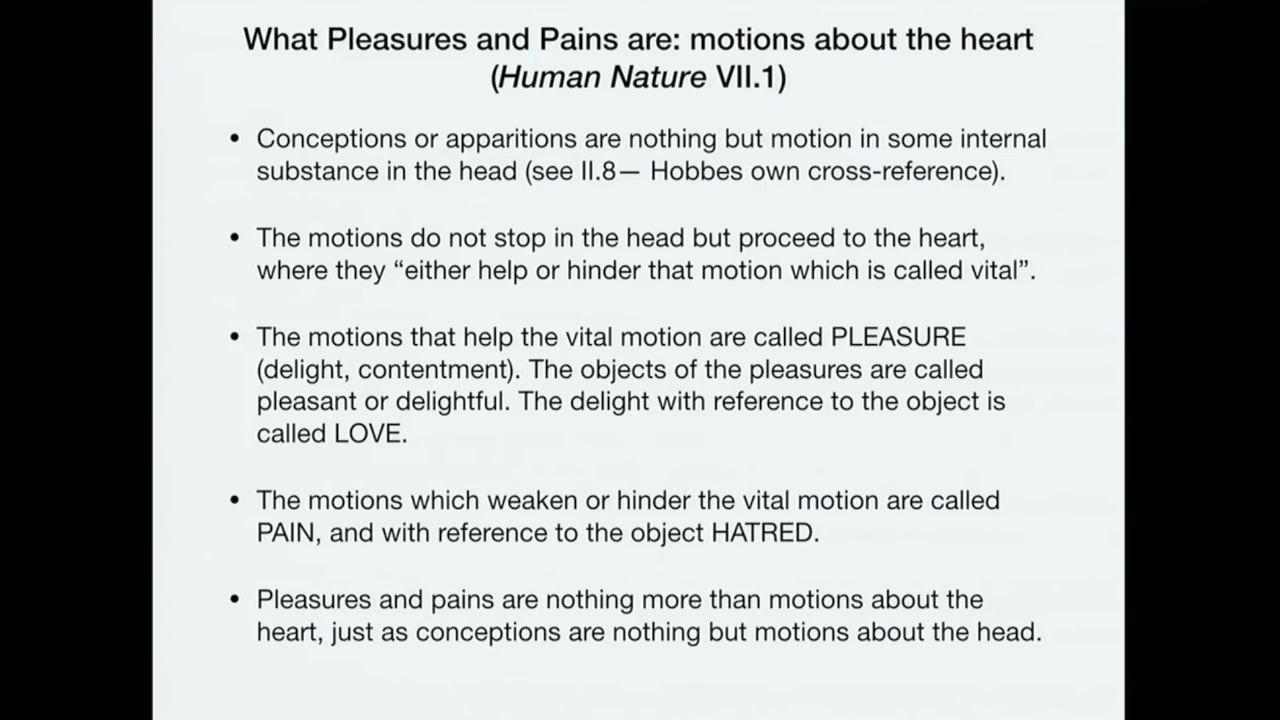 What Pleasures and Pains are: motions about the heart
(Human Nature VII.1)
• Conceptions or apparitions are nothing but motion in some internal
substance in the head (see II.8— Hobbes own cross-reference).
• The motions do not stop in the head but proceed to the heart,
where they “either help or hinder that motion which is called vital”.
• The motions that help the vital motion are called PLEASURE
(delight, contentment). The objects of the pleasures are called
pleasant or delightful. The delight with reference to the object is
called LOVE.
• The motions which weaken or hinder the vital motion are called
PAIN, and with reference to the object HATRED.
• Pleasures and pains are nothing more than motions about the
heart, just as conceptions are nothing but motions about the head.